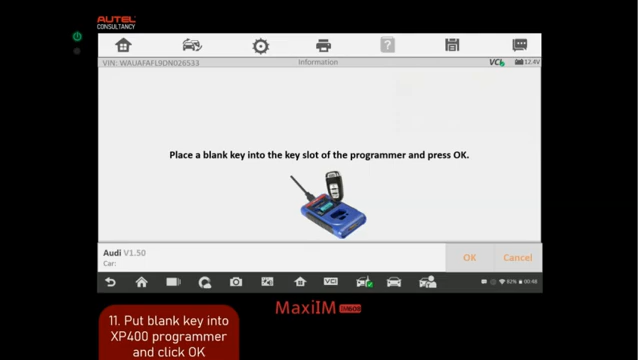 AUTEL
CONSULTANCY
VIN: WAUAFAFL9DN026533
Information
VCI
12.4V
Place a blank key into the key slot of the programmer and press OK.
Audi V1.50
Car:
OK
Cancel
VCI
82%
00:48
MaxiIM IM608
11. Put blank key into
XP400 programmer
and click OK